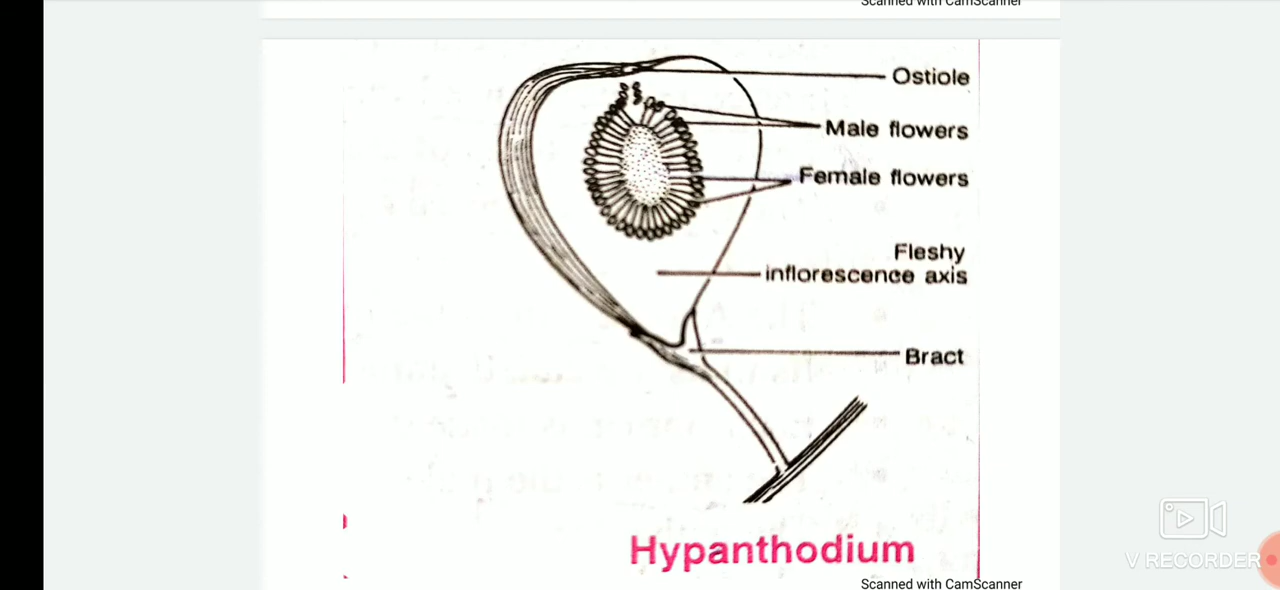 Scanned with CamScanner
Ostiole
Male flowers
Female flowers
Fleshy
inflorescence axis
Bract
Hypanthodium
V RECORDER
Scanned with CamScanner